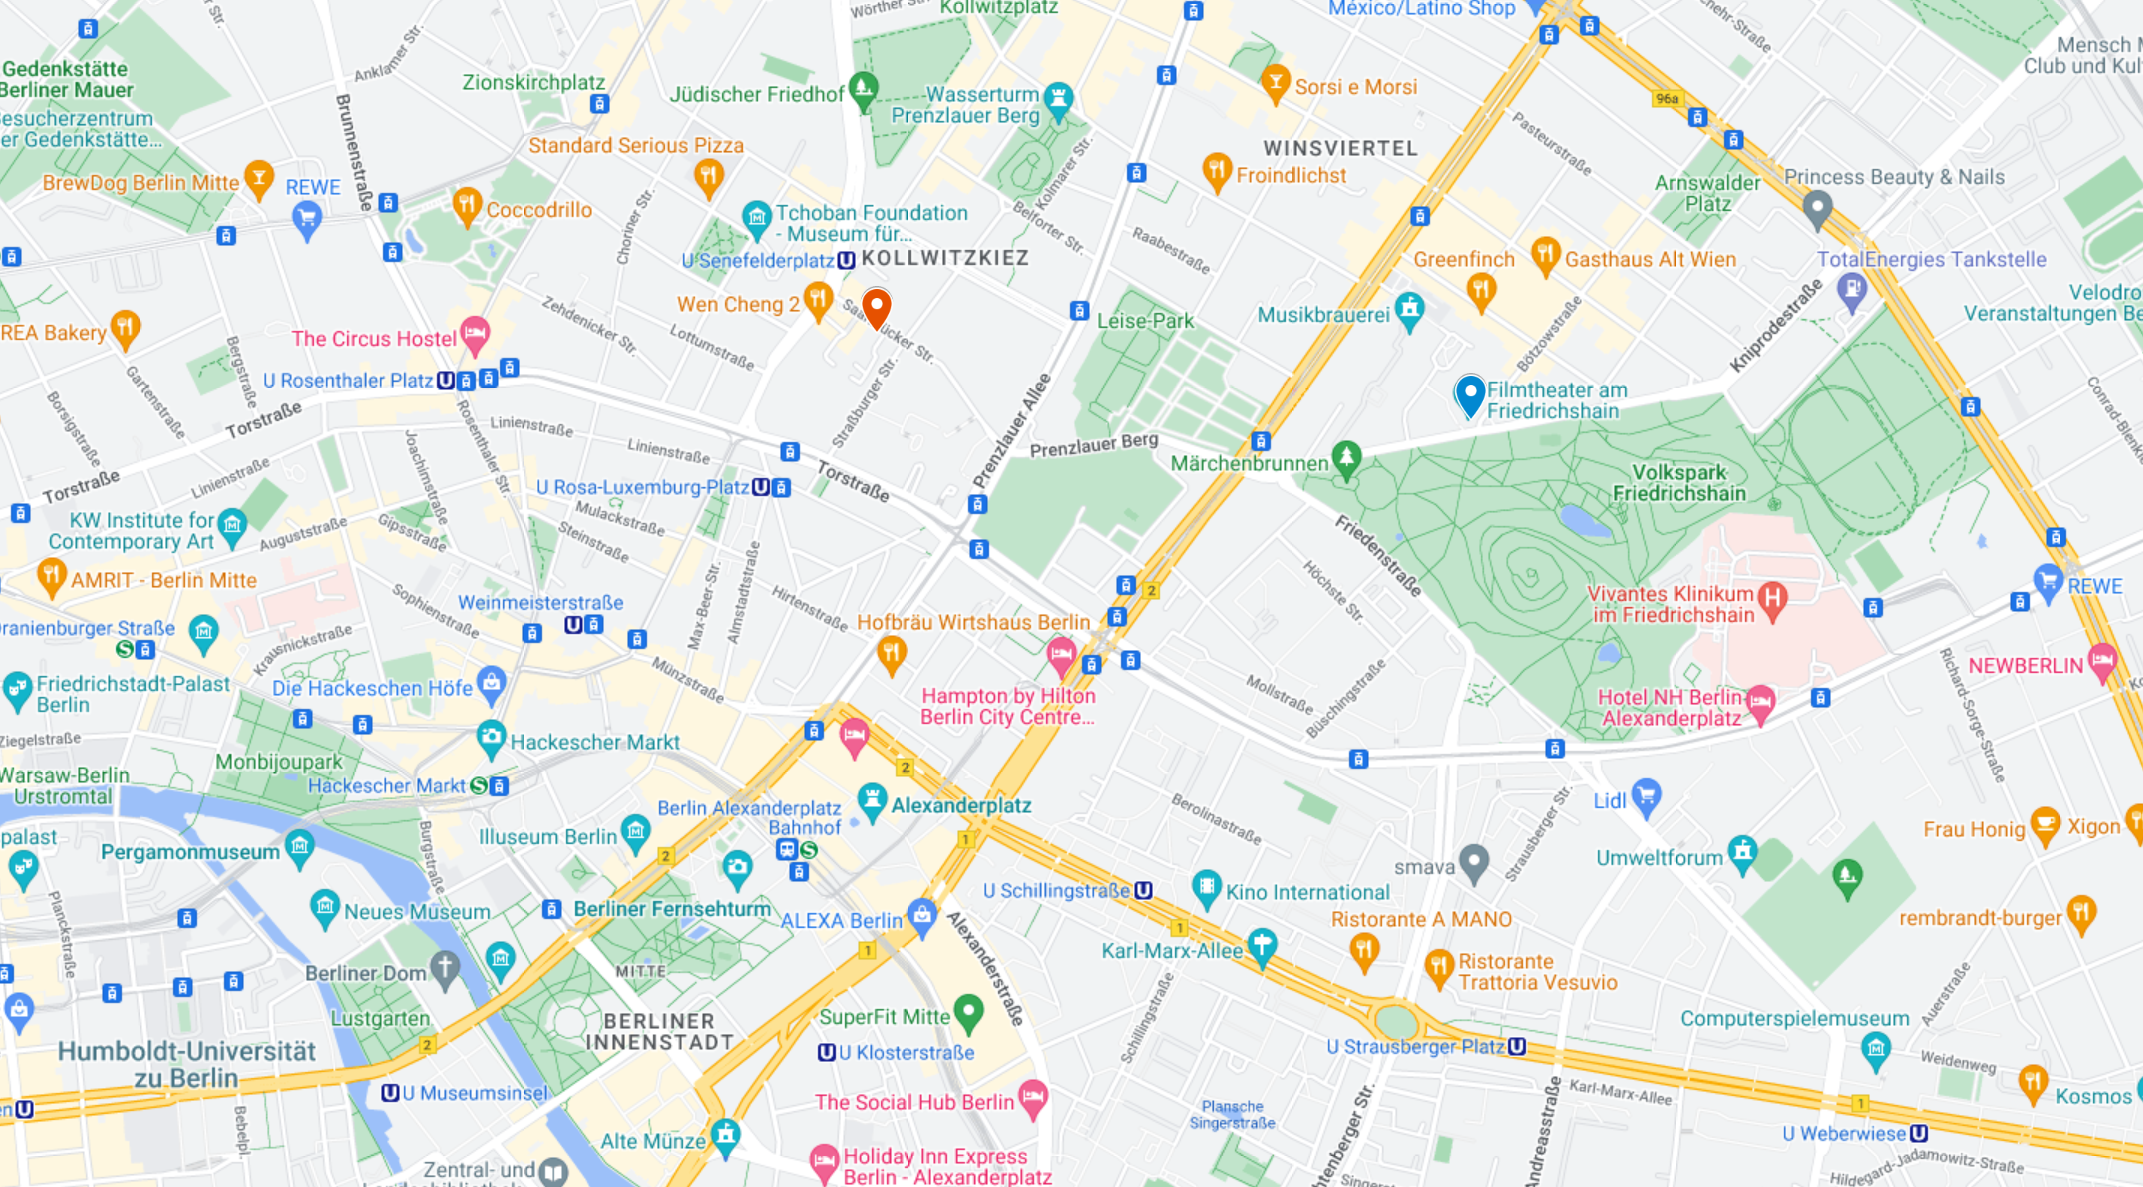 Wörther Str.
Kollwitzplatz
México/Latino Shop
Anklamer Str.
Gedenkstätte
Berliner Mauer
Zionskirchplatz
Jüdischer Friedhof
Wasserturm
Prenzlauer Berg
Sorsi e Morsi
96a
Mensch
Club und Kul
esucherzentrum
er Gedenkstätte...
Brunnenstraße
Standard Serious Pizza
WINSVIERTEL
Pasteurstraße
Kolmarer Str.
Froindlichst
Arnswalder
Platz
Princess Beauty & Nails
BrewDog Berlin Mitte
REWE
Coccodrillo
Choriner Str.
Tchoban Foundation
- Museum für...
Belforter Str.
Raabestraße
U Senefelderplatz
KOLLWITZKIEZ
Greenfinch
Gasthaus Alt Wien
TotalEnergies Tankstelle
Velodro
Veranstaltungen Be
Wen Cheng 2
Zehdenicker Str.
Lottumstraße
Leise-Park
Musikbrauerei
Bötzowstraße
Kniprodestraße
REA Bakery
The Circus Hostel
Bergstraße
Gartenstraße
Borsigstraße
U Rosenthaler Platz
Torstraße
Rosenthaler Str.
Linienstraße
Linienstraße
Straßburger Str.
Prenzlauer Allee
Prenzlauer Berg
Filmtheater am
Friedrichshain
Märchenbrunnen
Volkspark
Friedrichshain
Torstraße
Linienstraße
Joachimstraße
U Rosa-Luxemburg-Platz
Torstraße
Mulackstraße
Steinstraße
Gipsstraße
Auguststraße
KW Institute for
Contemporary Art
Friedenstraße
AMRIT - Berlin Mitte
Sophienstraße
Weinmeisterstraße
Max-Beer-Str.
Almstadtstraße
Hirtenstraße
2
Höchste Str.
Vivantes Klinikum
im Friedrichshain
REWE
Oranienburger Straße
Krausnickstraße
Hofbräu Wirtshaus Berlin
Münzstraße
Hampton by Hilton
Berlin City Centre...
Mollstraße
Büschingstraße
Hotel NH Berlin-
Alexanderplatz
NEWBERLIN
Richard-Sorge-Straße
Friedrichstadt-Palast
Berlin
Die Hackeschen Höfe
Ziegelstraße
Hackescher Markt
Monbijoupark
Hackescher Markt
Warsaw-Berlin
Urstromtal
2
Berlin Alexanderplatz
Bahnhof
Alexanderplatz
Berolinastraße
Strausberger Str.
Lidl
Frau Honig
Xigon
palast
Pergamonmuseum
Burgstraße
Illuseum Berlin
2
1
smava
Umweltforum
U Schillingstraße
Kino International
Neues Museum
Berliner Fernsehturm
ALEXA Berlin
1
1
Ristorante A MANO
rembrandt-burger
Planckstraße
Berliner Dom
MITTE
Alexanderstraße
Karl-Marx-Allee
Ristorante
Trattoria Vesuvio
Lustgarten
BERLINER
INNENSTADT
SuperFit Mitte
Schillingstraße
Computerspielemuseum
Auerstraße
2
Humboldt-Universität
zu Berlin
U Klosterstraße
U Strausberger Platz
Weidenweg
U Museumsinsel
The Social Hub Berlin
Plansche
Singerstraße
Karl-Marx-Allee
1
Kosmos
Bebelpl.
Alte Münze
Andreasstraße
U Weberwiese
Zentral- und
Holiday Inn Express
Berlin - Alexanderplatz
Hildegard-Jadamowitz-Straße